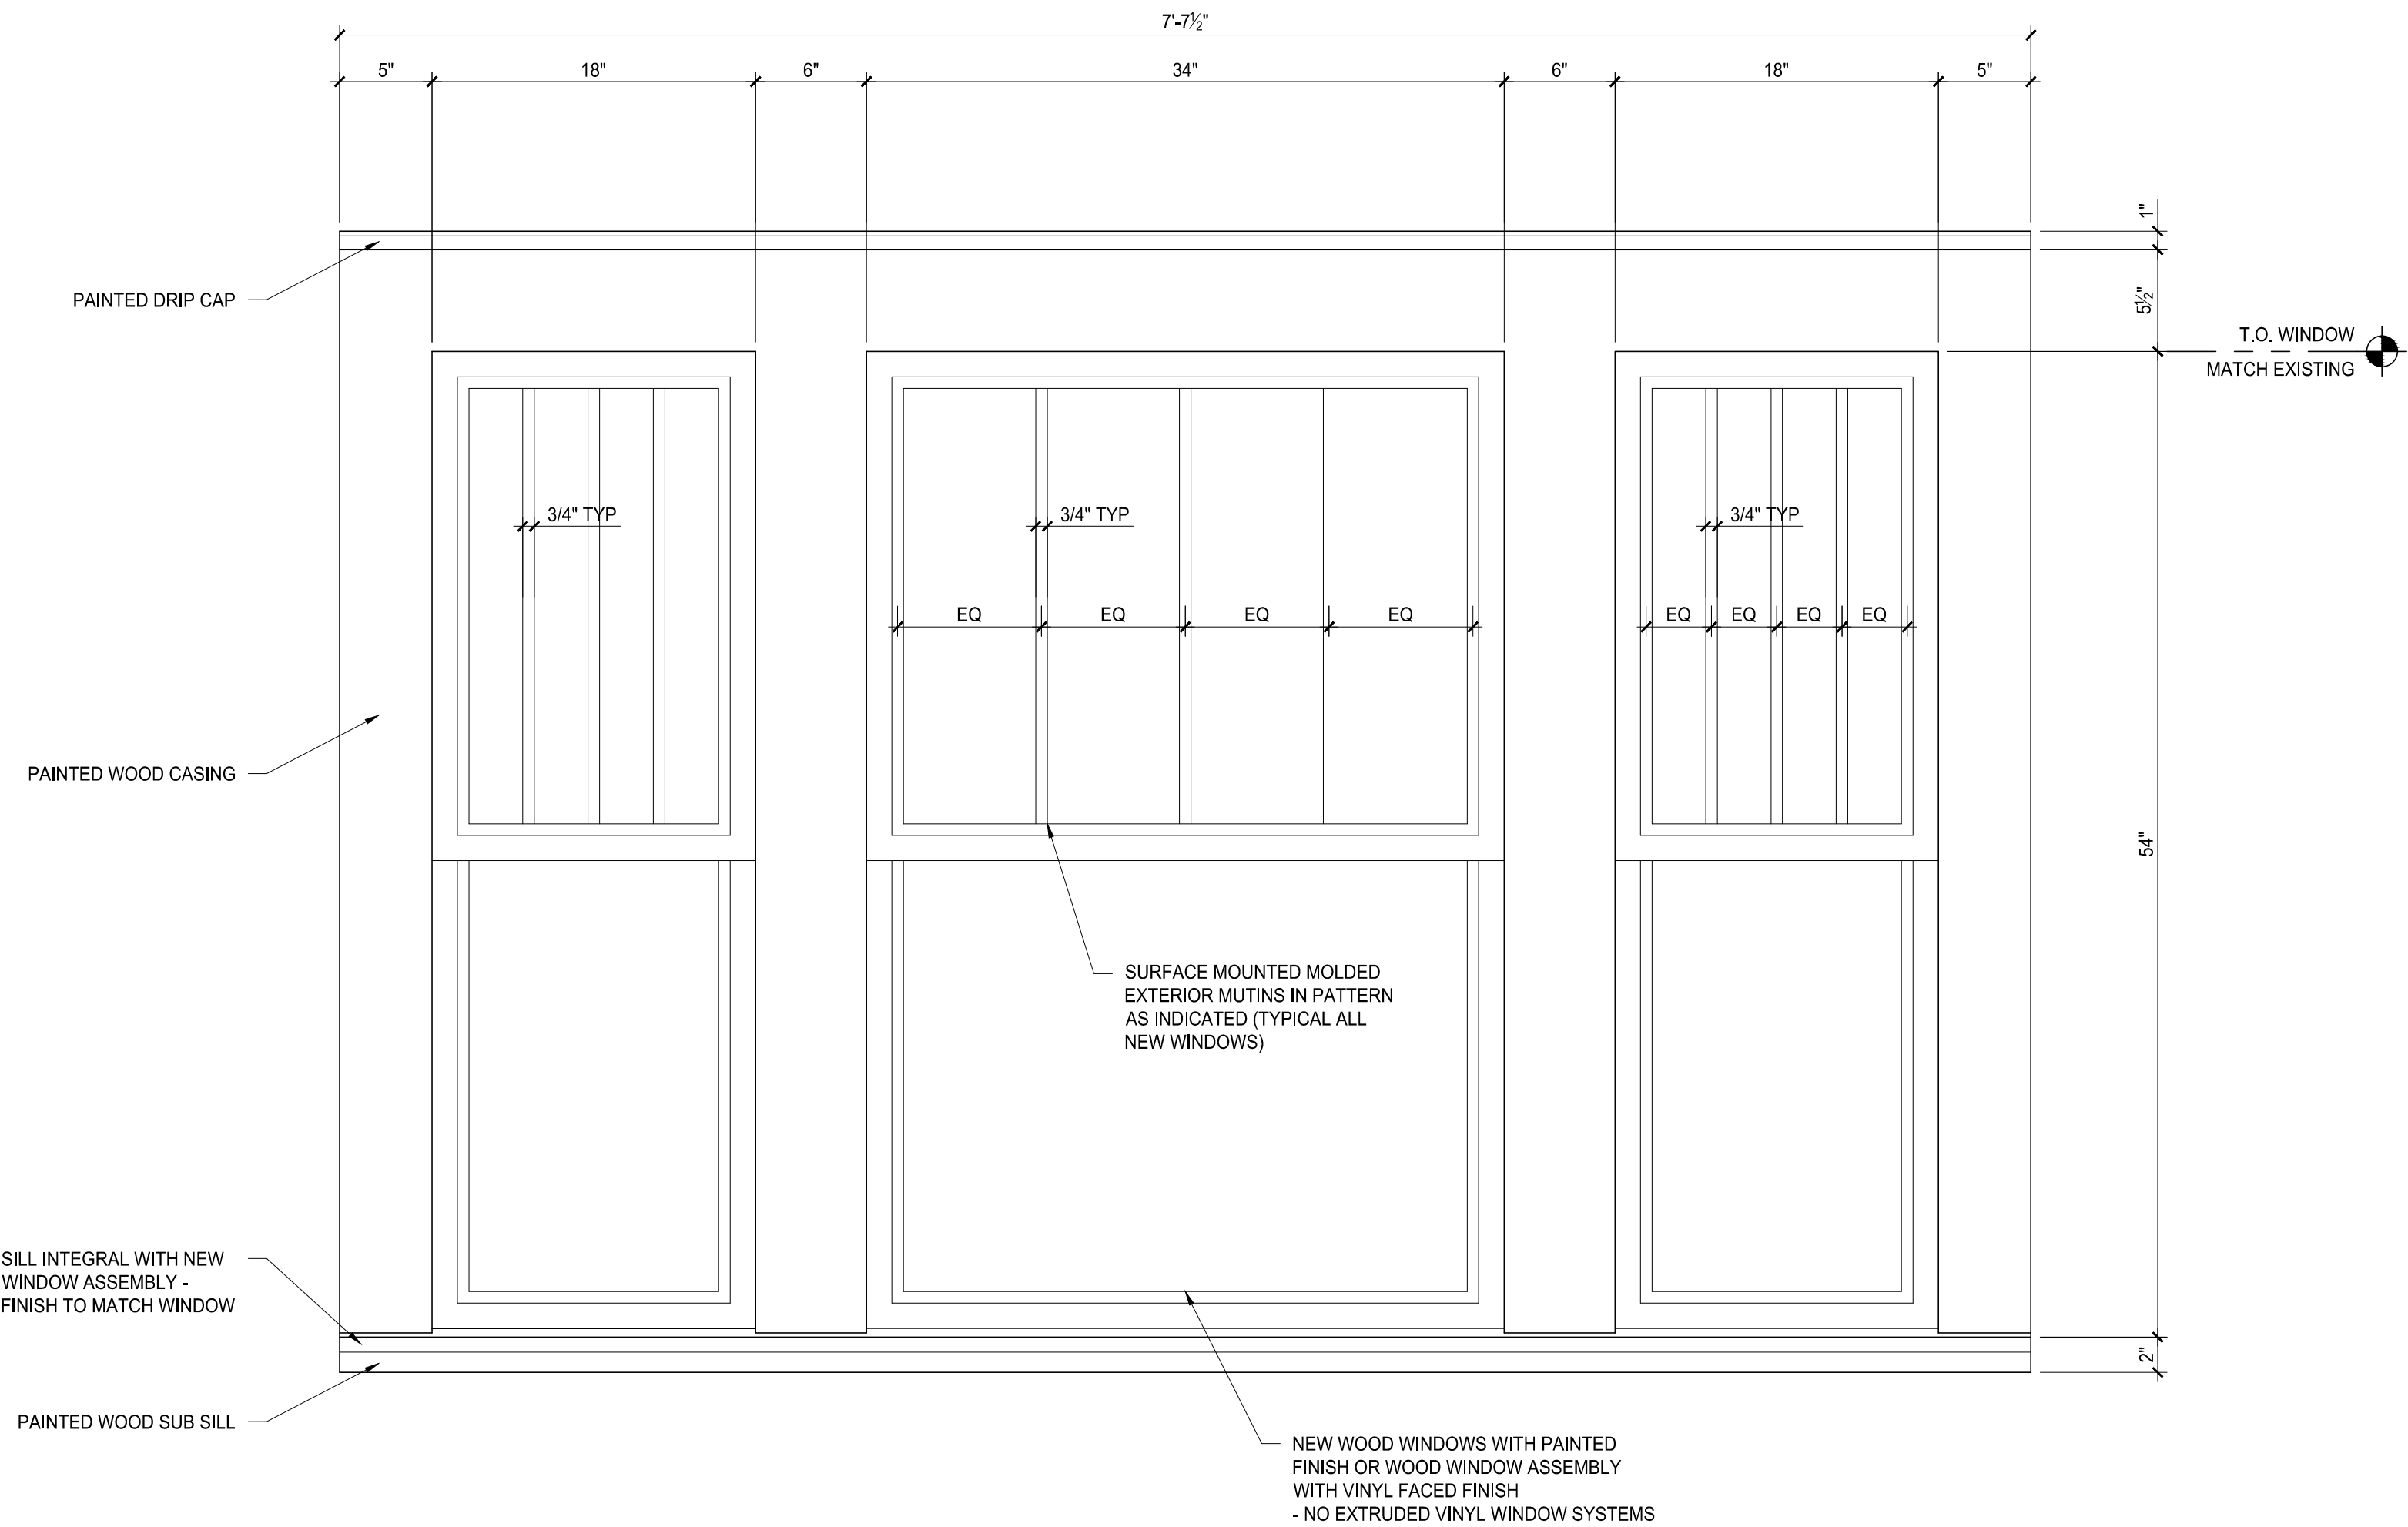 7'-7½"
5"
18"
6"
34"
6"
18"
5"
1"
5½"
PAINTED DRIP CAP
T.O. WINDOW
MATCH EXISTING
3/4" TYP
3/4" TYP
3/4" TYP
EQ
EQ
EQ
EQ
EQ
EQ
EQ
EQ
PAINTED WOOD CASING
54"
SURFACE MOUNTED MOLDED
EXTERIOR MUTINS IN PATTERN
AS INDICATED (TYPICAL ALL
NEW WINDOWS)
SILL INTEGRAL WITH NEW
WINDOW ASSEMBLY -
FINISH TO MATCH WINDOW
2"
PAINTED WOOD SUB SILL
NEW WOOD WINDOWS WITH PAINTED
FINISH OR WOOD WINDOW ASSEMBLY
WITH VINYL FACED FINISH
- NO EXTRUDED VINYL WINDOW SYSTEMS